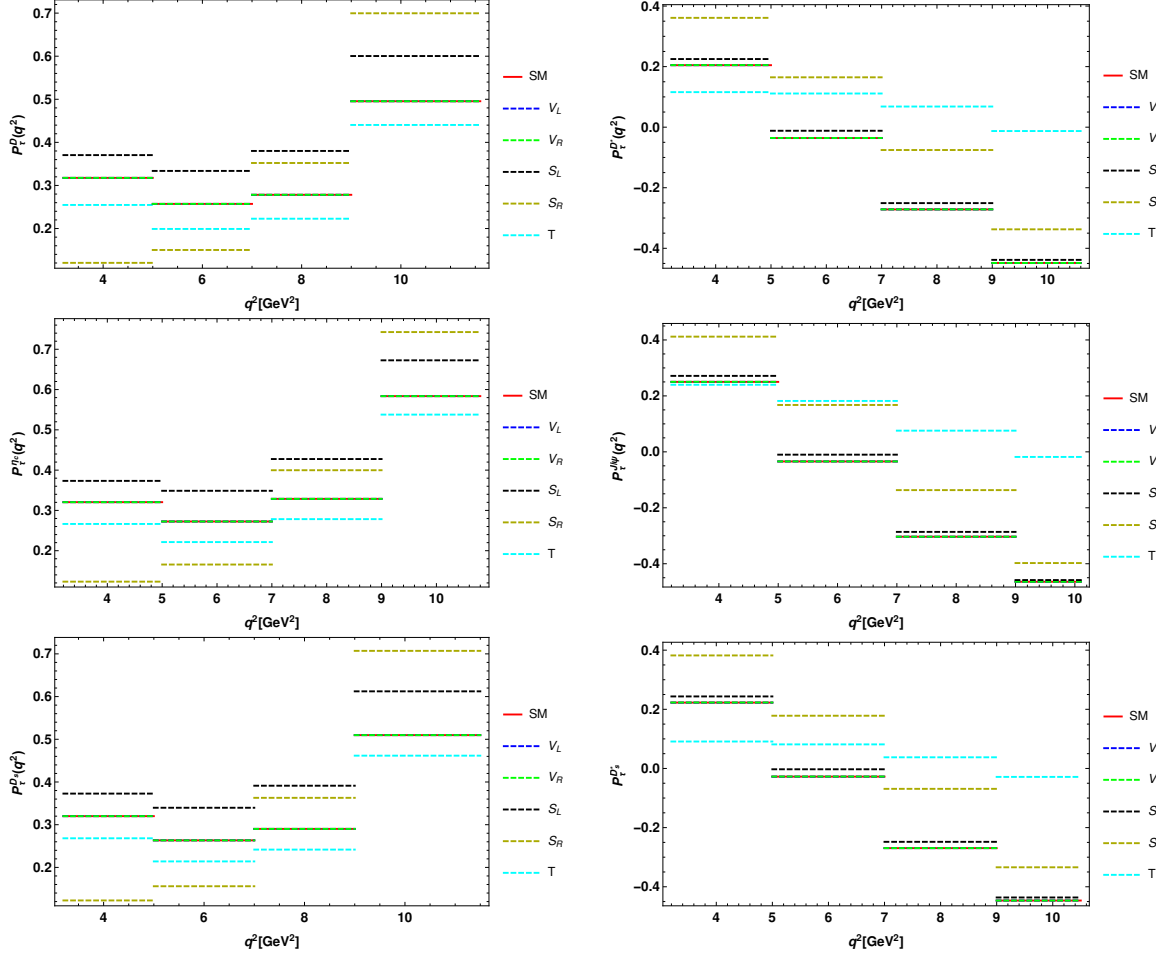 0.7
0.6
0.5
0.4
0.3
0.2
P_τ^D(q²)
4
6
8
10
q²[GeV²]
SM
V_L
V_R
S_L
S_R
T
0.4
0.2
0.0
−0.2
−0.4
4
5
6
7
8
9
10
q²[GeV²]
SM
V
V
S
S
T
0.7
0.6
0.5
0.4
0.3
0.2
P_τ^{η_c}(q²)
4
5
6
7
8
9
10
q²[GeV²]
SM
V_L
V_R
S_L
S_R
T
0.4
0.2
0.0
−0.2
−0.4
P_τ^{J/ψ}(q²)
4
5
6
7
8
9
10
q²[GeV²]
SM
V
V
S
S
T
0.7
0.6
0.5
0.4
0.3
0.2
P_τ^{D_s}(q²)
4
6
8
10
q²[GeV²]
SM
V_L
V_R
S_L
S_R
T
0.4
0.2
0.0
−0.2
−0.4
4
5
6
7
8
9
10
q²[GeV²]
SM
V
V
S
S
T